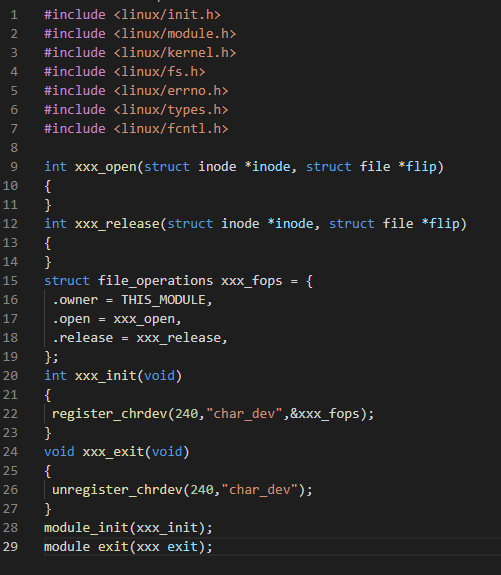 1 #include <linux/init.h>
2 #include <linux/module.h>
3 #include <linux/kernel.h>
4 #include <linux/fs.h>
5 #include <linux/errno.h>
6 #include <linux/types.h>
7 #include <linux/fcntl.h>
8
9 int xxx_open(struct inode *inode, struct file *flip)
10 {
11 }
12 int xxx_release(struct inode *inode, struct file *flip)
13 {
14 }
15 struct file_operations xxx_fops = {
16 .owner = THIS_MODULE,
17 .open = xxx_open,
18 .release = xxx_release,
19 };
20 int xxx_init(void)
21 {
22 register_chrdev(240,"char_dev",&xxx_fops);
23 }
24 void xxx_exit(void)
25 {
26 unregister_chrdev(240,"char_dev");
27 }
28 module_init(xxx_init);
29 module exit(xxx exit);